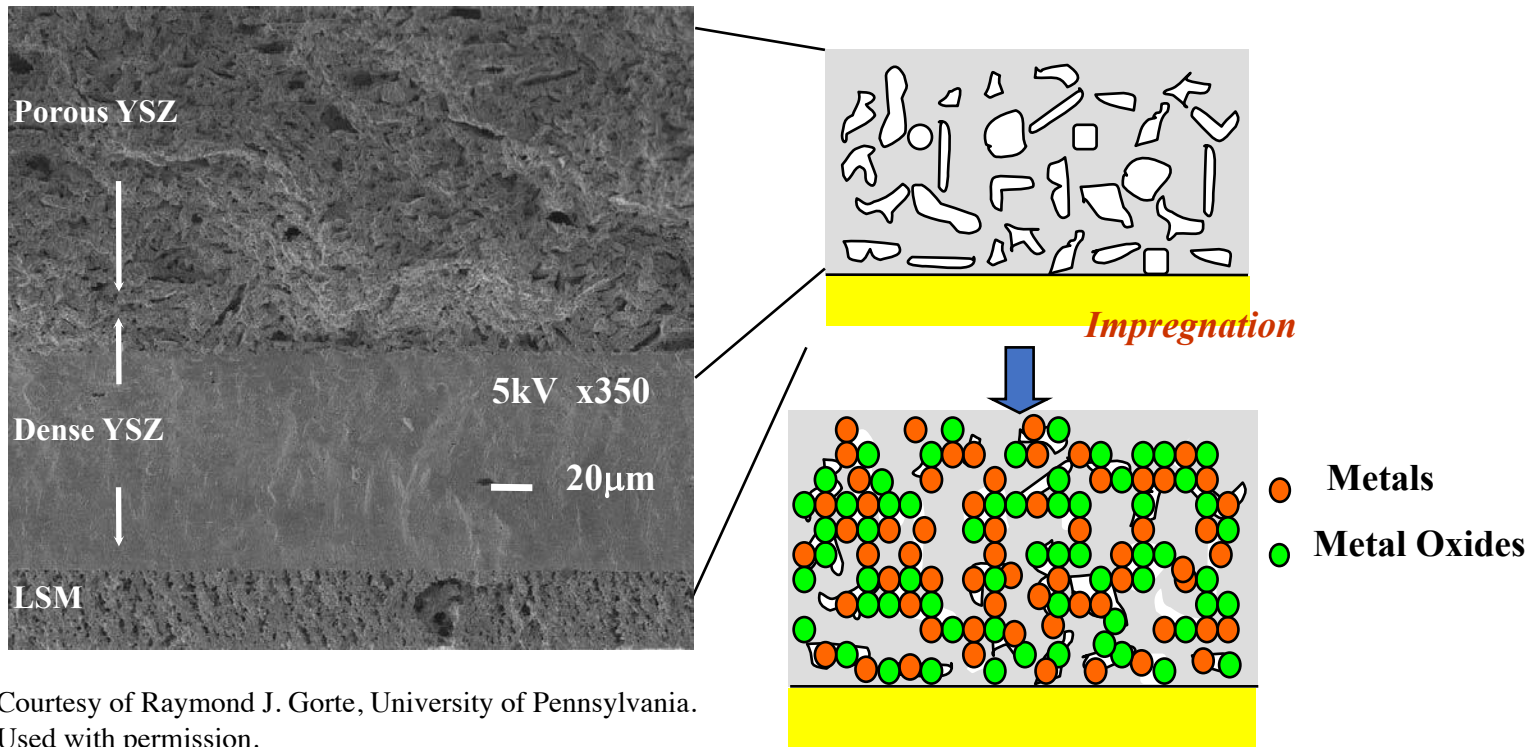 Porous YSZ
5kV x350
Dense YSZ
20μm
LSM
Impregnation
Metals
Metal Oxides
Courtesy of Raymond J. Gorte, University of Pennsylvania.
Used with permission.